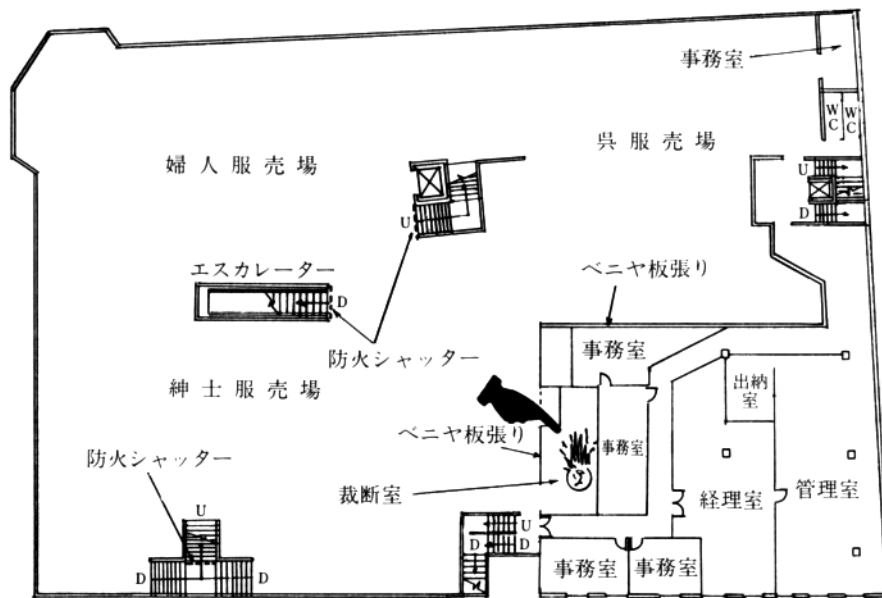 事務室
WC
WC
呉服売場
婦人服売場
U
D
U
エスカレーター
D
ベニヤ板張り
防火シャッター
事務室
紳士服売場
出納室
ベニヤ板張り
事務室
防火シャッター
裁断室
経理室
管理室
U
U
D
D
D
D
事務室
事務室